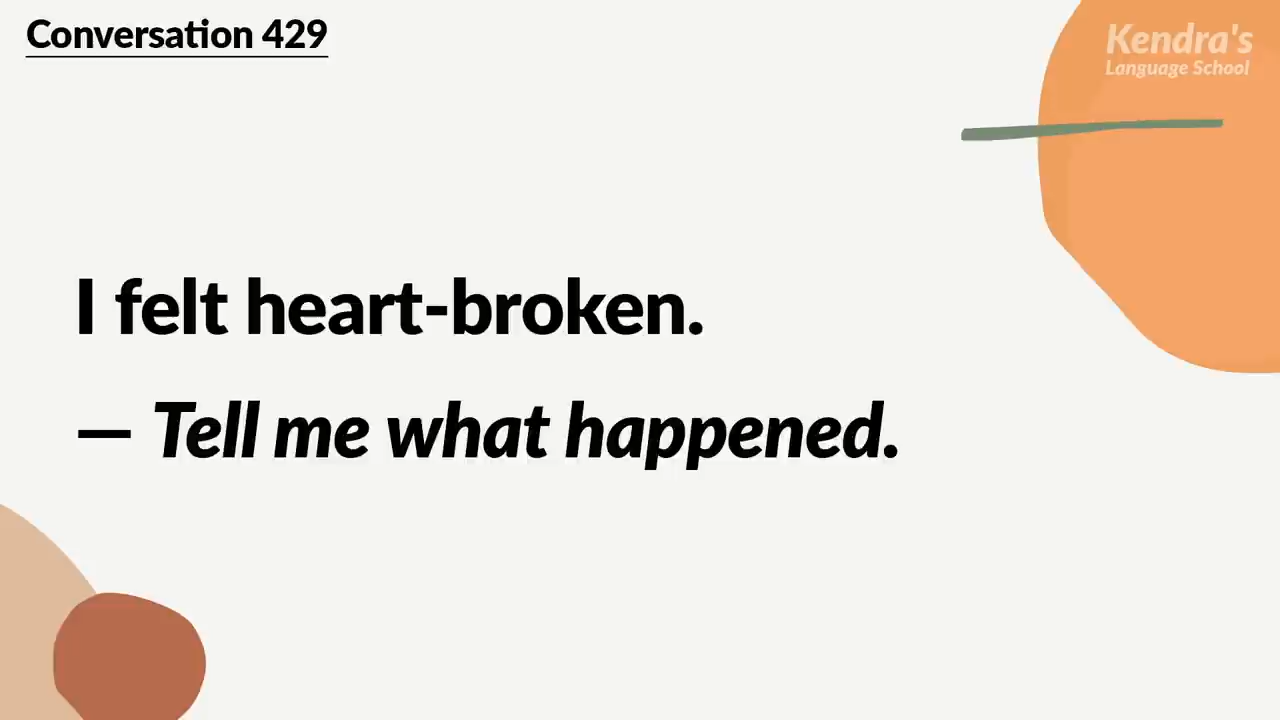 Conversation 429
Kendra's
Language School
I felt heart-broken.
— Tell me what happened.